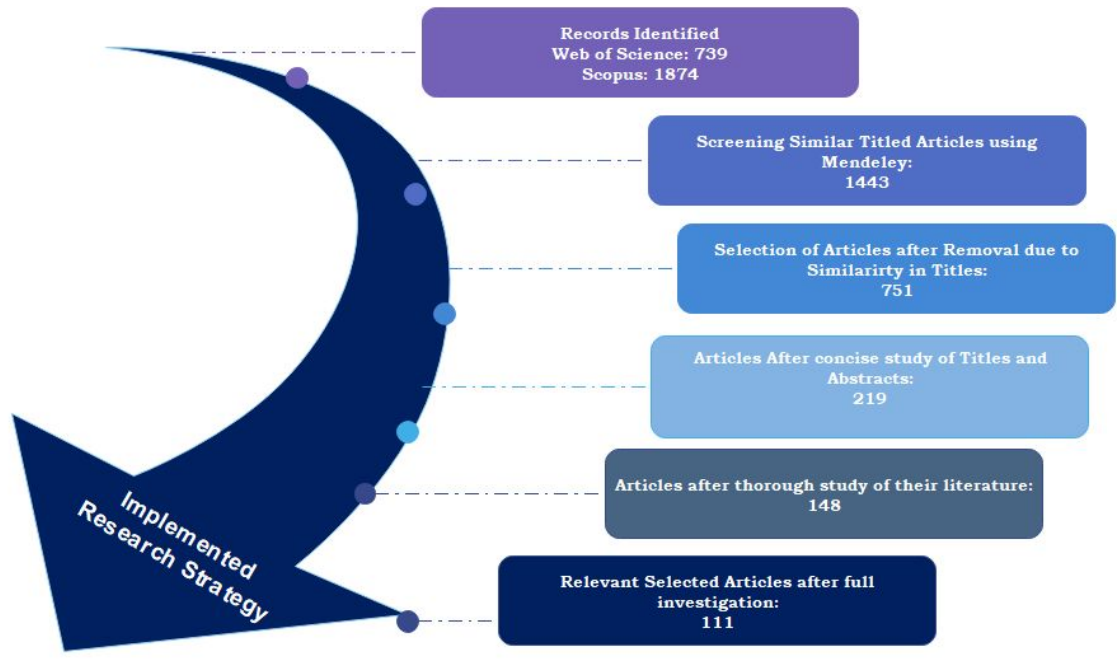 Records Identified
Web of Science: 739
Scopus: 1874
Screening Similar Titled Articles using
Mendeley:
1443
Selection of Articles after Removal due to
Similarirty in Titles:
751
Articles After concise study of Titles and
Abstracts:
219
Articles after thorough study of their literature:
148
Relevant Selected Articles after full
investigation:
111
Implemented
Research Strategy